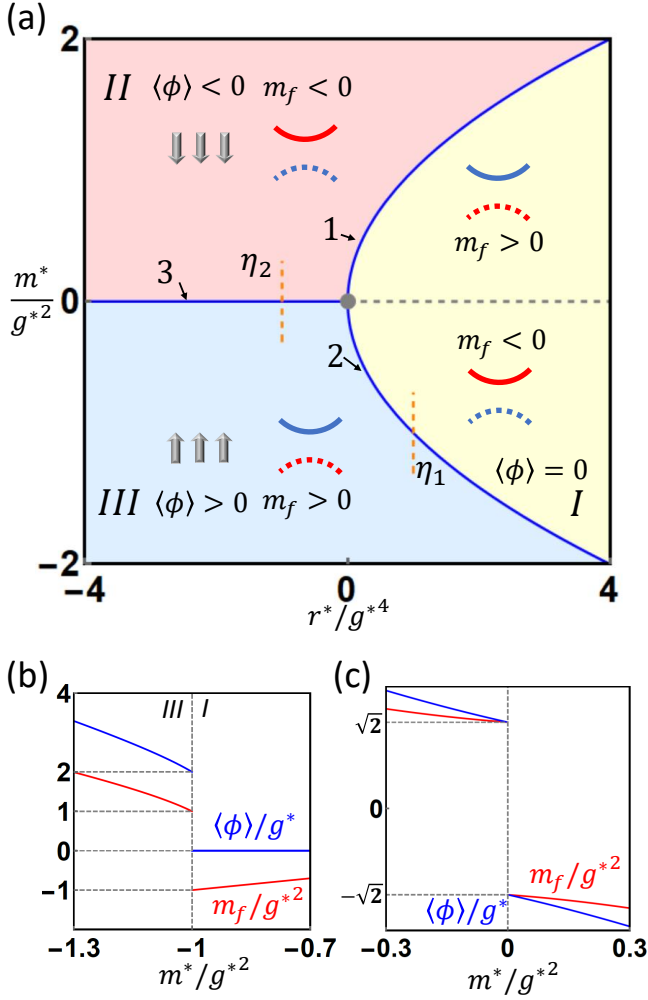 (a)
2
II ⟨ϕ⟩ < 0 m_f < 0
1
m_f > 0
3
η₂
m*/g*²
0
m_f < 0
2
η₁
⟨ϕ⟩ = 0
III ⟨ϕ⟩ > 0 m_f > 0
I
−2
−4 0 4
r*/g*⁴
(b)
4
III I
2
1
⟨ϕ⟩/g*
0
−1
m_f/g*²
−1.3 −1 −0.7
m*/g*²
(c)
√2
0
m_f/g*²
−√2
⟨ϕ⟩/g*
−0.3 0 0.3
m*/g*²